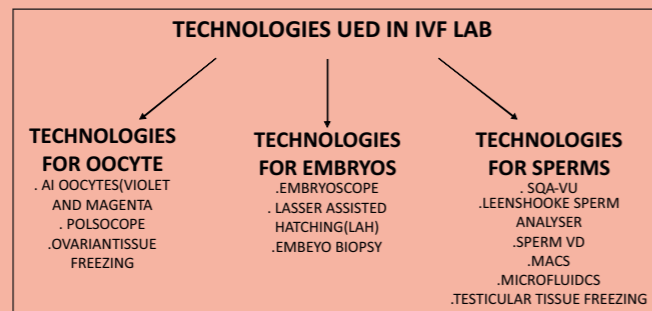 TECHNOLOGIES UED IN IVF LAB
TECHNOLOGIES
FOR OOCYTE
. AI OOCYTES(VIOLET
AND MAGENTA
. POLSOCOPE
.OVARIANTISSUE
FREEZING
TECHNOLOGIES
FOR EMBRYOS
.EMBRYOSCOPE
. LASSER ASSISTED
HATCHING(LAH)
.EMBEYO BIOPSY
TECHNOLOGIES
FOR SPERMS
. SQA-VU
.LEENSHOOKE SPERM
ANALYSER
.SPERM VD
.MACS
.MICROFLUIDCS
.TESTICULAR TISSUE FREEZING